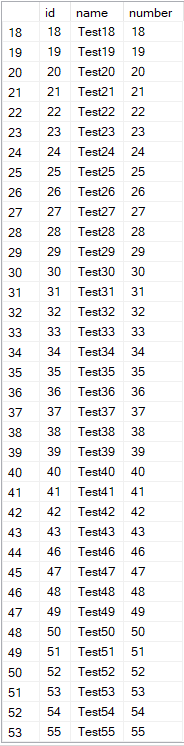 id name number
18 18 Test18 18
19 19 Test19 19
20 20 Test20 20
21 21 Test21 21
22 22 Test22 22
23 23 Test23 23
24 24 Test24 24
25 25 Test25 25
26 26 Test26 26
27 27 Test27 27
28 28 Test28 28
29 29 Test29 29
30 30 Test30 30
31 31 Test31 31
32 32 Test32 32
33 33 Test33 33
34 34 Test34 34
35 35 Test35 35
36 36 Test36 36
37 37 Test37 37
38 38 Test38 38
39 39 Test39 39
40 40 Test40 40
41 41 Test41 41
42 42 Test42 42
43 43 Test43 43
44 46 Test46 46
45 47 Test47 47
46 48 Test48 48
47 49 Test49 49
48 50 Test50 50
49 51 Test51 51
50 52 Test52 52
51 53 Test53 53
52 54 Test54 54
53 55 Test55 55